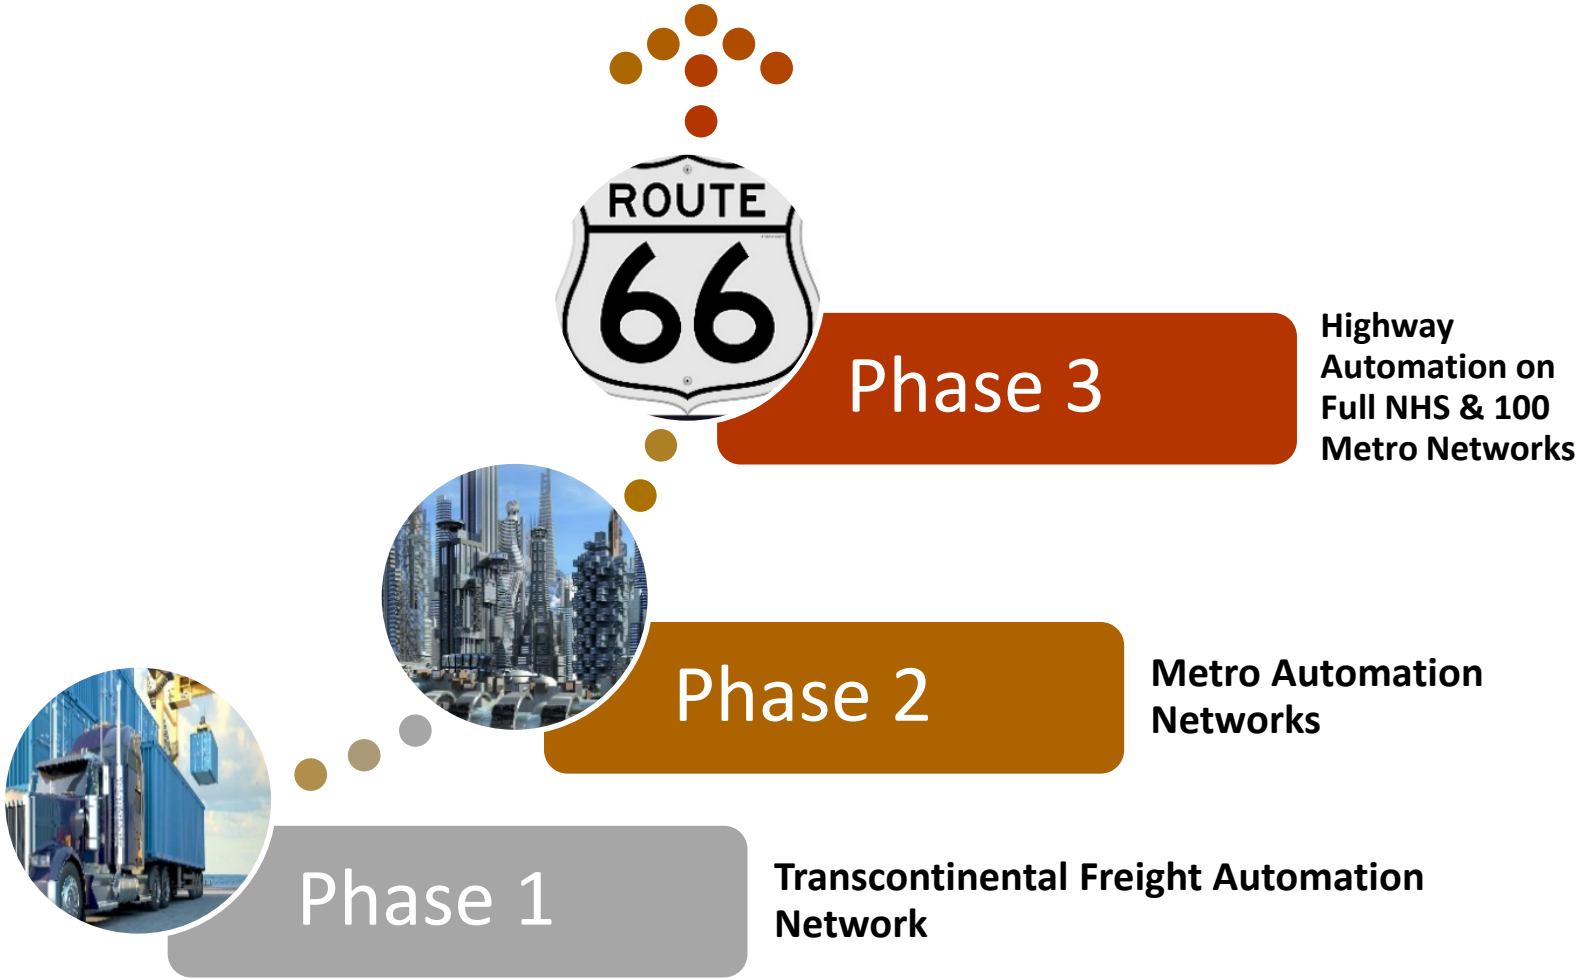 ROUTE
66
Phase 3
Highway
Automation on
Full NHS & 100
Metro Networks
Phase 2
Metro Automation
Networks
Phase 1
Transcontinental Freight Automation
Network